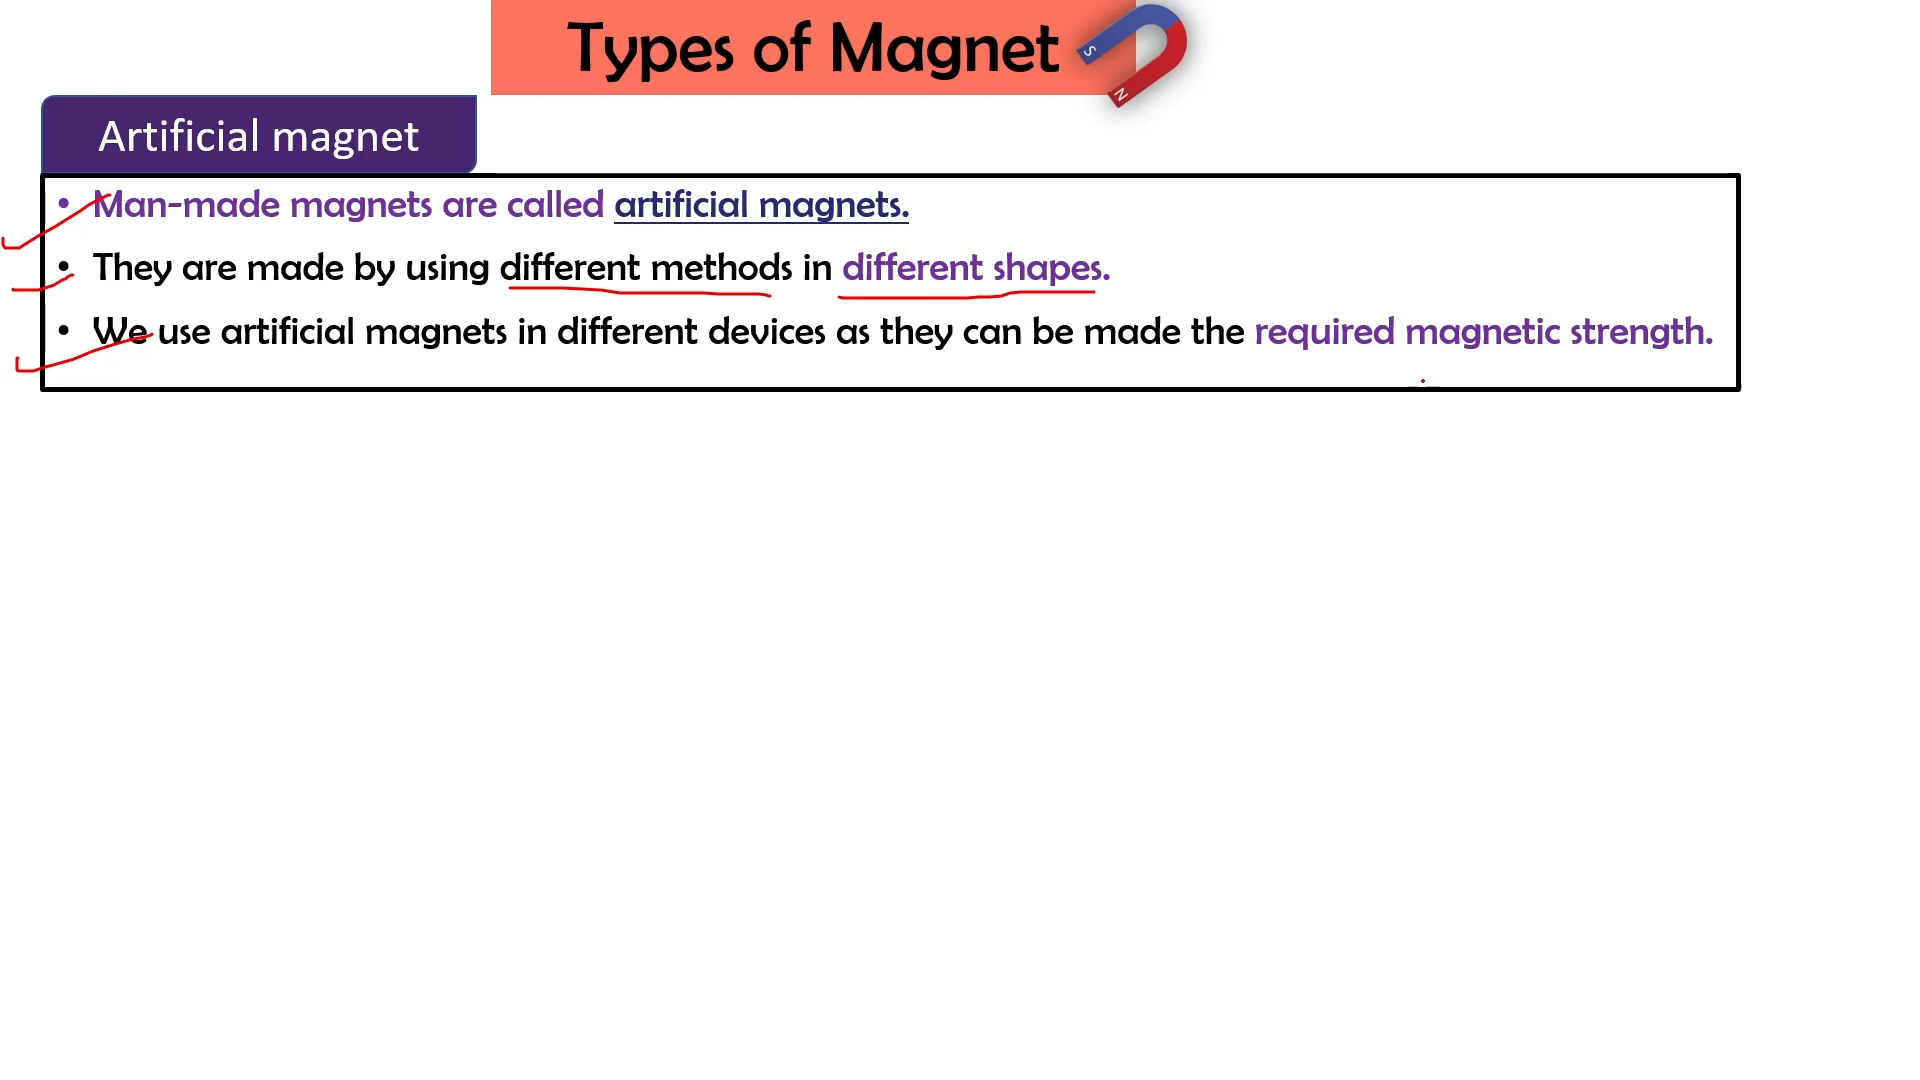 Types of Magnet
S
N
Artificial magnet
• Man-made magnets are called artificial magnets.
• They are made by using different methods in different shapes.
• We use artificial magnets in different devices as they can be made the required magnetic strength.